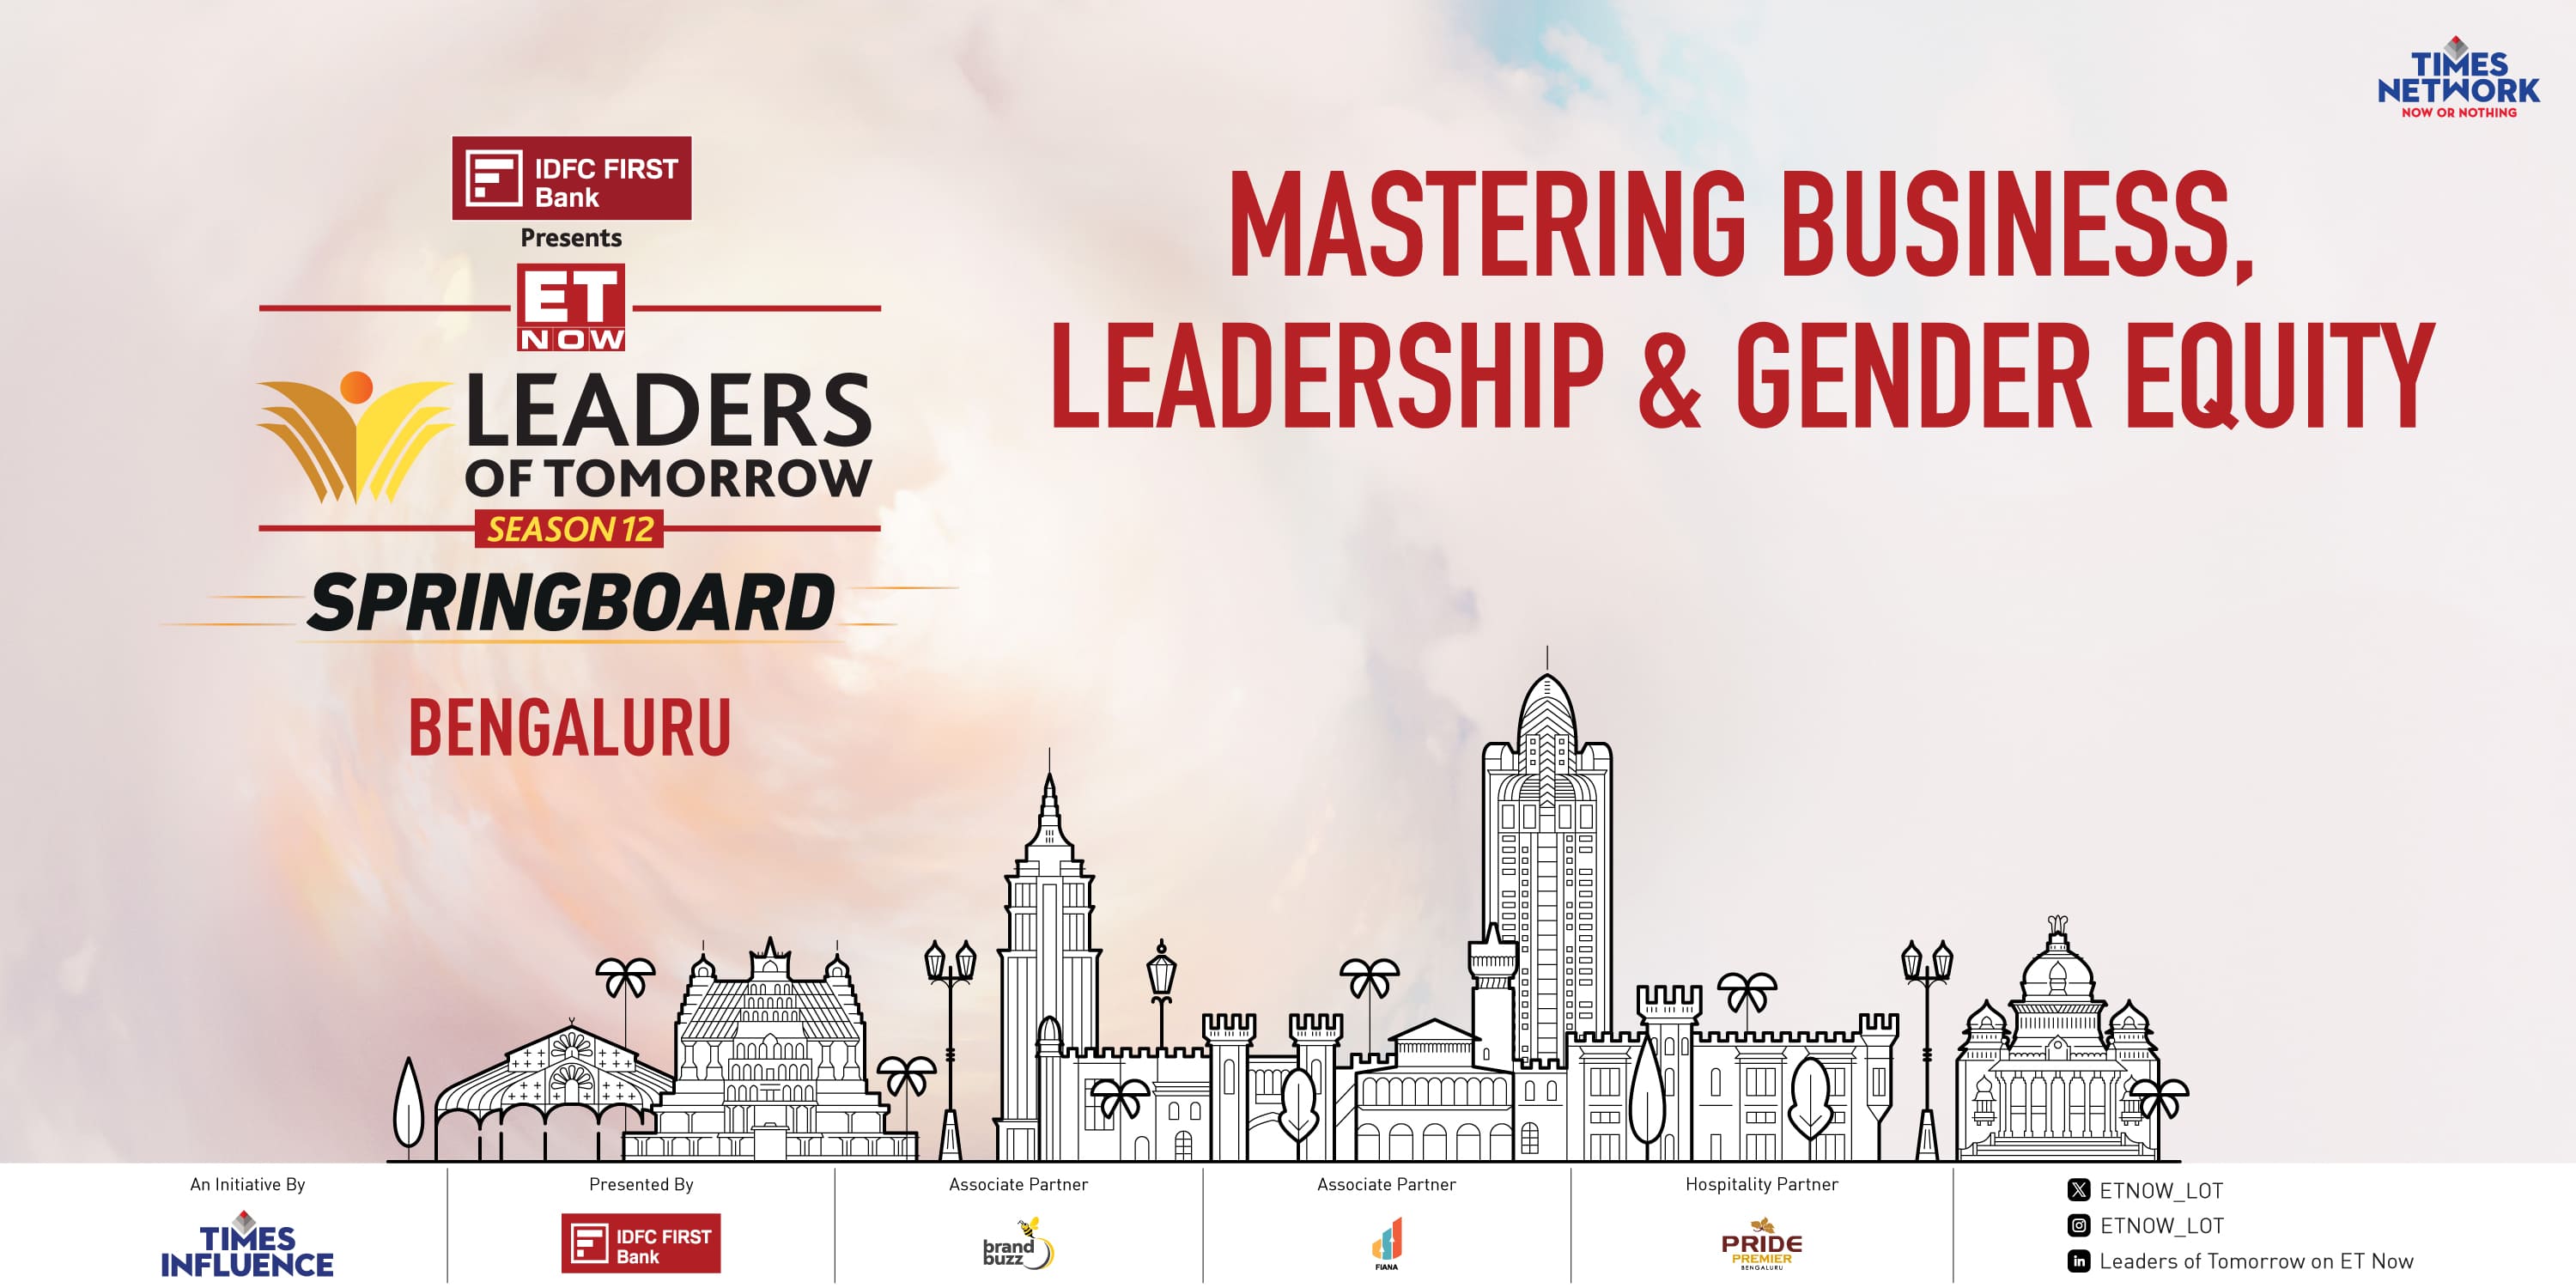 TIMES
NETWORK
NOW OR NOTHING
IDFC FIRST
Bank
Presents
ET
NOW
LEADERS
OF TOMORROW
SEASON 12
SPRINGBOARD
BENGALURU
MASTERING BUSINESS,
LEADERSHIP & GENDER EQUITY
An Initiative By
TIMES
INFLUENCE
Presented By
IDFC FIRST
Bank
Associate Partner
brand
buzz
Associate Partner
FIANA
Hospitality Partner
PRIDE
PREMIER
BENGALURU
ETNOW_LOT
ETNOW_LOT
in Leaders of Tomorrow on ET Now